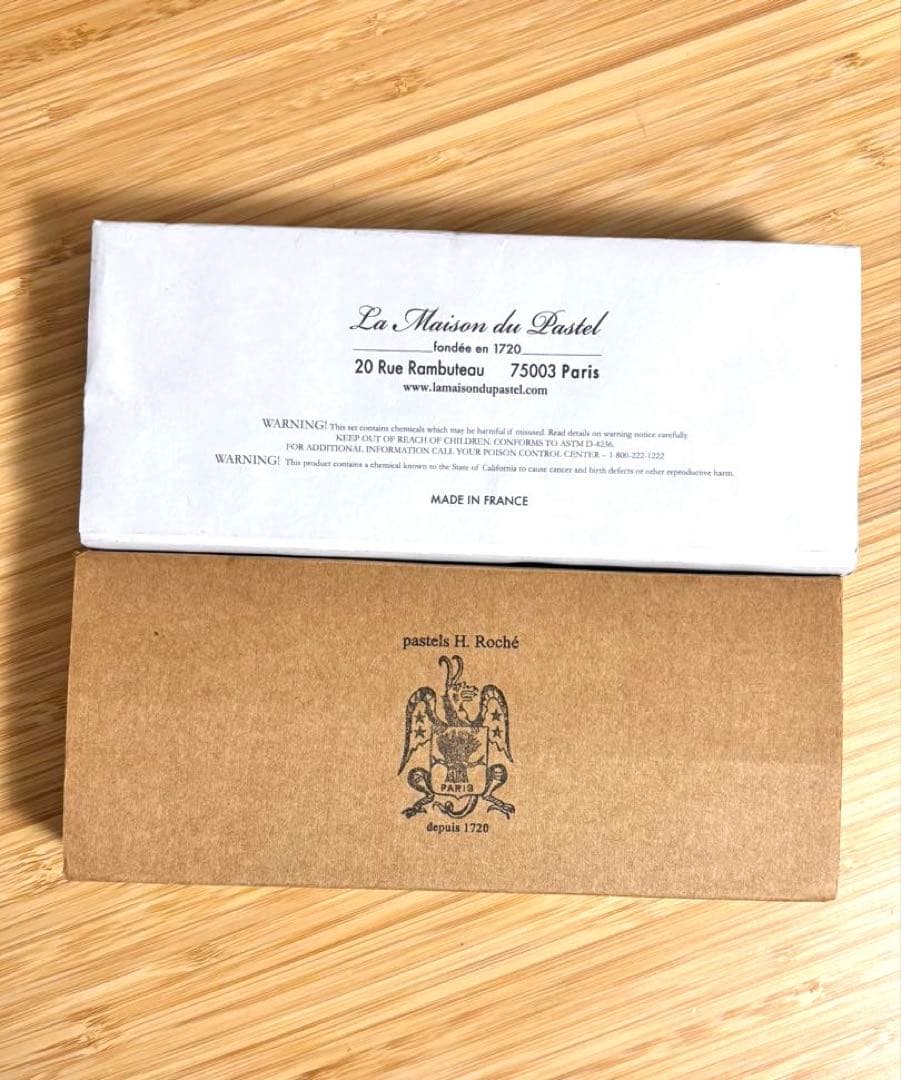 La Maison du Pastel
fondée en 1720
20 Rue Rambuteau 75003 Paris
www.lamaisondupastel.com
WARNING! This set contains chemicals which may be harmful if misused. Read details on warning notice carefully.
KEEP OUT OF REACH OF CHILDREN. CONFORMS TO ASTM D-4236.
FOR ADDITIONAL INFORMATION CALL YOUR POISON CONTROL CENTER – 1-800-222-1222
WARNING! This product contains a chemical known to the State of California to cause cancer and birth defects or other reproductive harm.
MADE IN FRANCE
pastels H. Roché
PARIS
depuis 1720